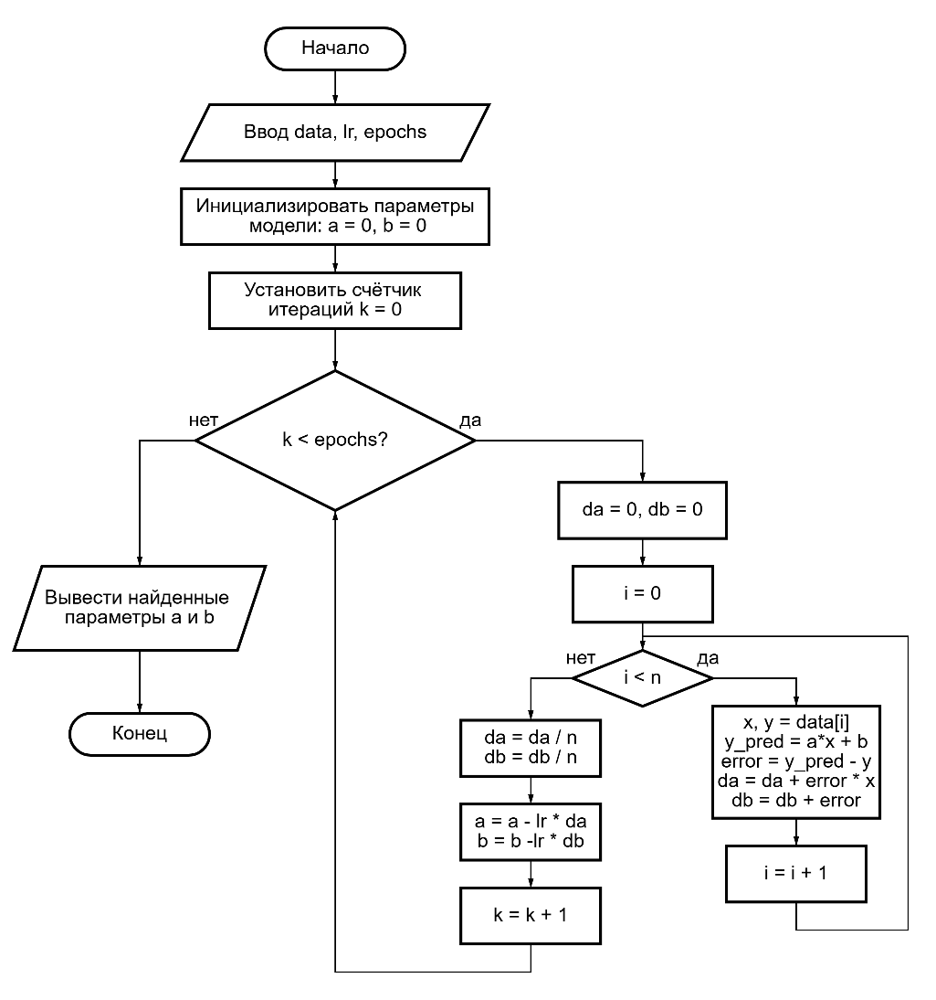 Начало
Ввод data, lr, epochs
Инициализировать параметры
модели: a = 0, b = 0
Установить счётчик
итераций k = 0
нет
да
k < epochs?
da = 0, db = 0
i = 0
Вывести найденные
параметры a и b
нет
да
i < n
Конец
da = da / n
db = db / n
x, y = data[i]
y_pred = a*x + b
error = y_pred - y
da = da + error * x
db = db + error
a = a - lr * da
b = b -lr * db
i = i + 1
k = k + 1